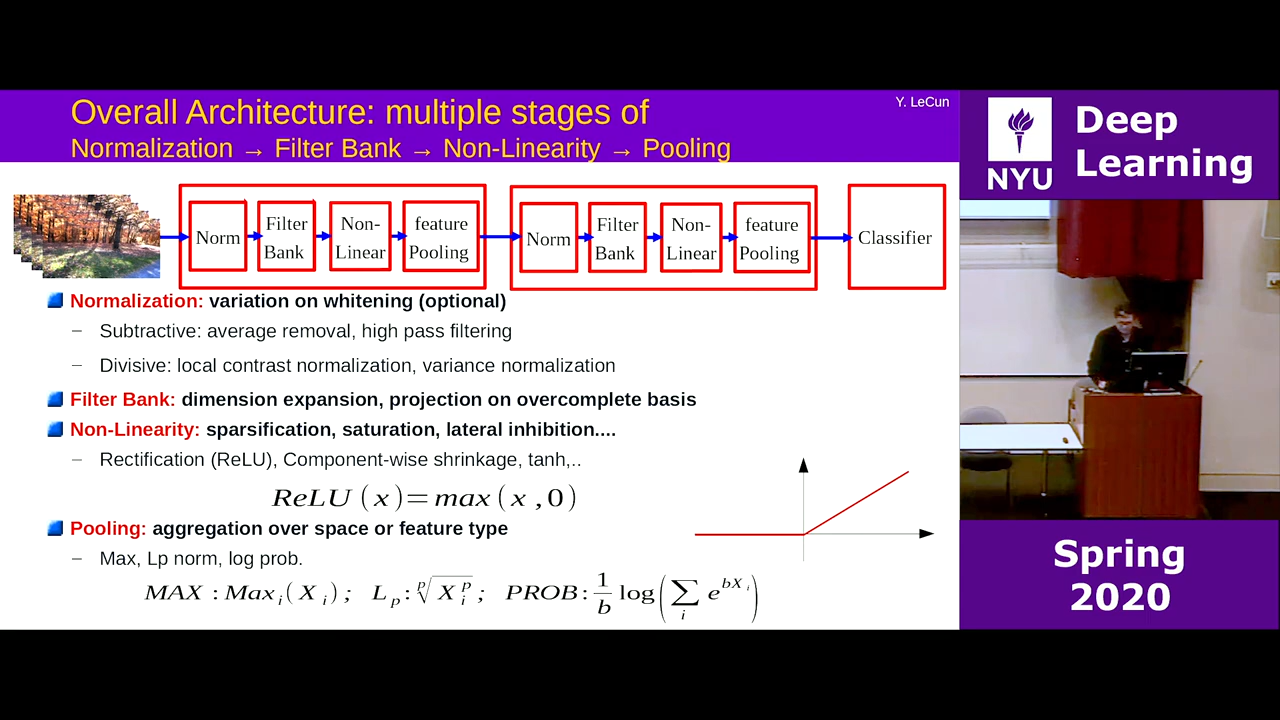 Overall Architecture: multiple stages of
Y. LeCun
Normalization → Filter Bank → Non-Linearity → Pooling
NYU
Deep
Learning
Norm
Filter
Bank
Non-
Linear
feature
Pooling
Norm
Filter
Bank
Non-
Linear
feature
Pooling
Classifier
Normalization: variation on whitening (optional)
– Subtractive: average removal, high pass filtering
– Divisive: local contrast normalization, variance normalization
Filter Bank: dimension expansion, projection on overcomplete basis
Non-Linearity: sparsification, saturation, lateral inhibition....
– Rectification (ReLU), Component-wise shrinkage, tanh,..
ReLU(x)=max(x,0)
Pooling: aggregation over space or feature type
– Max, Lp norm, log prob.
MAX : Max_i(X_i); L_p: \sqrt[p]{X_i^p}; PROB: \frac{1}{b} log(\sum_i e^{bX_i})
Spring
2020